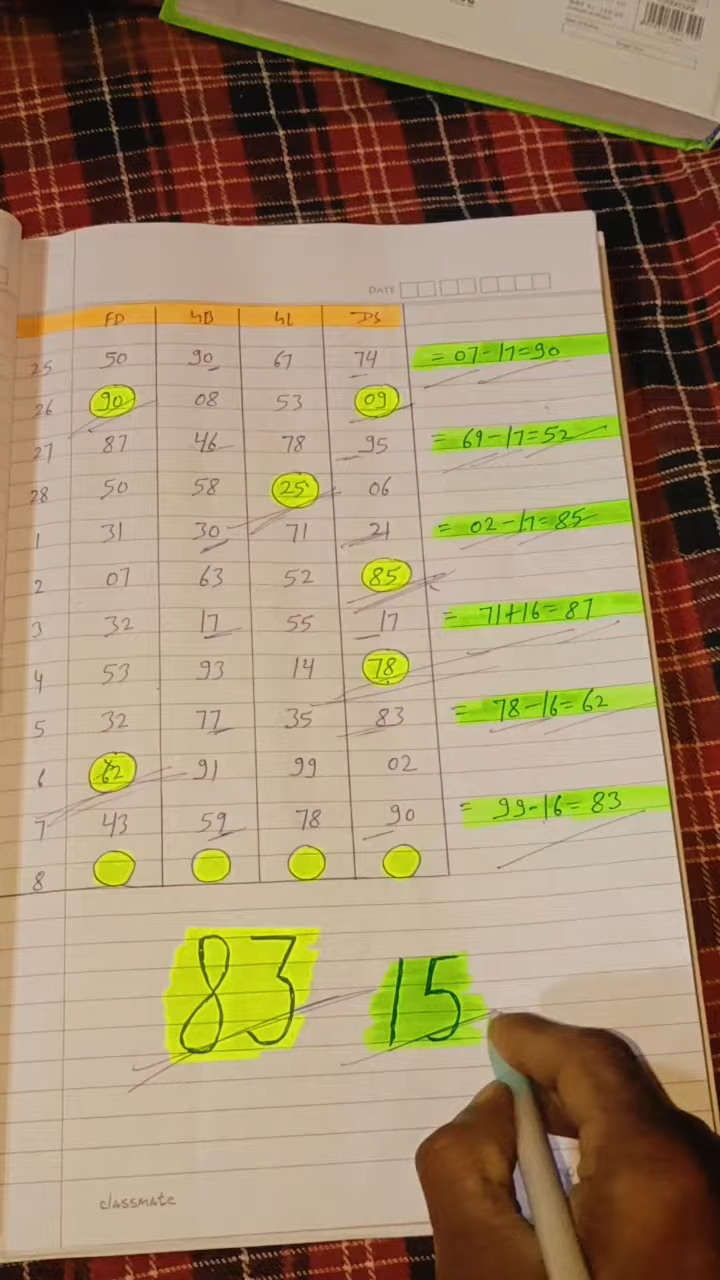 DATE
FD GB GL DS
25 50 90 67 74 = 07-17=90
26 90 08 53 09
27 87 46 78 95 = 69-17=52
28 50 58 25 06
1 31 30 71 21 = 02-17=85
2 07 63 52 85
3 32 17 55 17 = 71+16=87
4 53 93 14 78
5 32 77 35 83 = 78-16=62
6 62 91 99 02
7 43 59 78 90 = 99-16=83
8
83 15
classmate